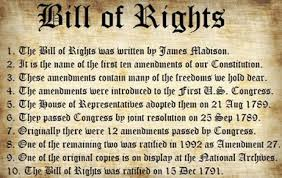 Bill of Rights
1. The Bill of Rights was written by James Madison.
2. It is the name of the first ten amendments of our Constitution.
3. These amendments contain many of the freedoms we hold dear.
4. The amendments were introduced to the First U.S. Congress.
5. The House of Representatives adopted them on 21 Aug 1789.
6. They passed Congress by joint resolution on 25 Sep 1789.
7. Originally there were 12 amendments passed by Congress.
8. One of the remaining two was ratified in 1992 as Amendment 27.
9. One of the original copies is on display at the National Archives.
10. The Bill of Rights was ratified on 15 Dec 1791.